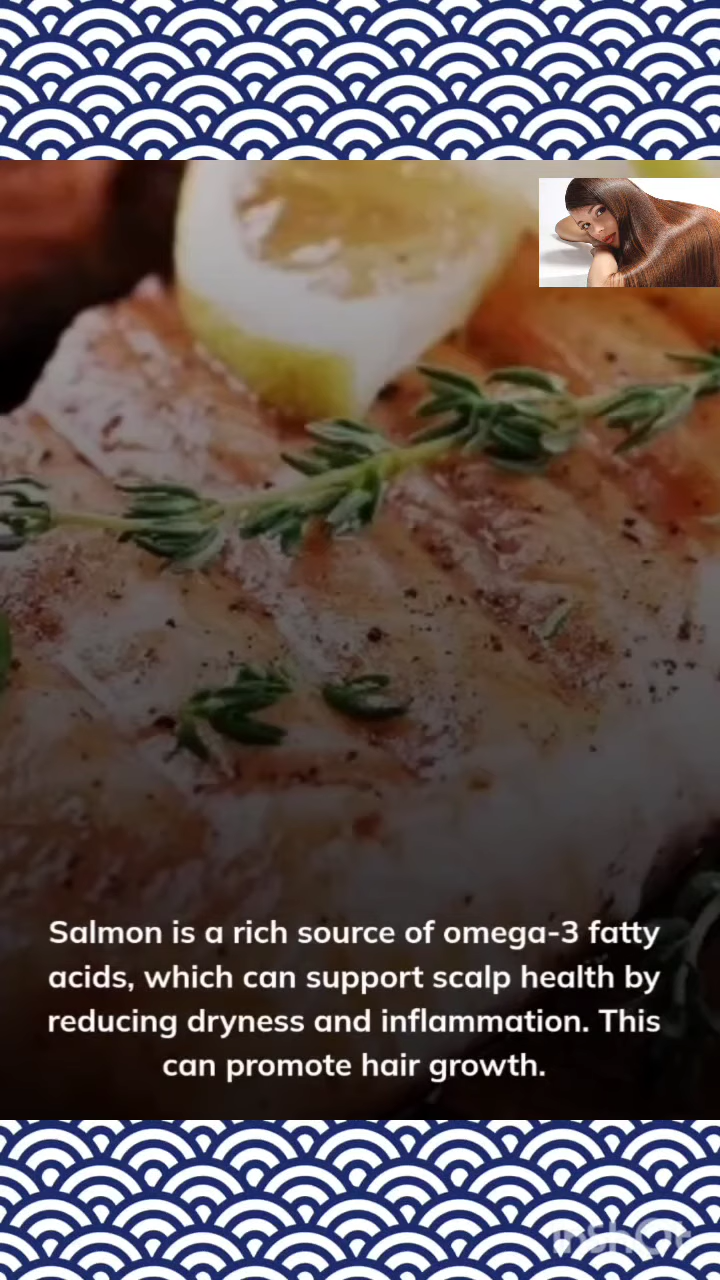 Salmon is a rich source of omega-3 fatty
acids, which can support scalp health by
reducing dryness and inflammation. This
can promote hair growth.
InShOt